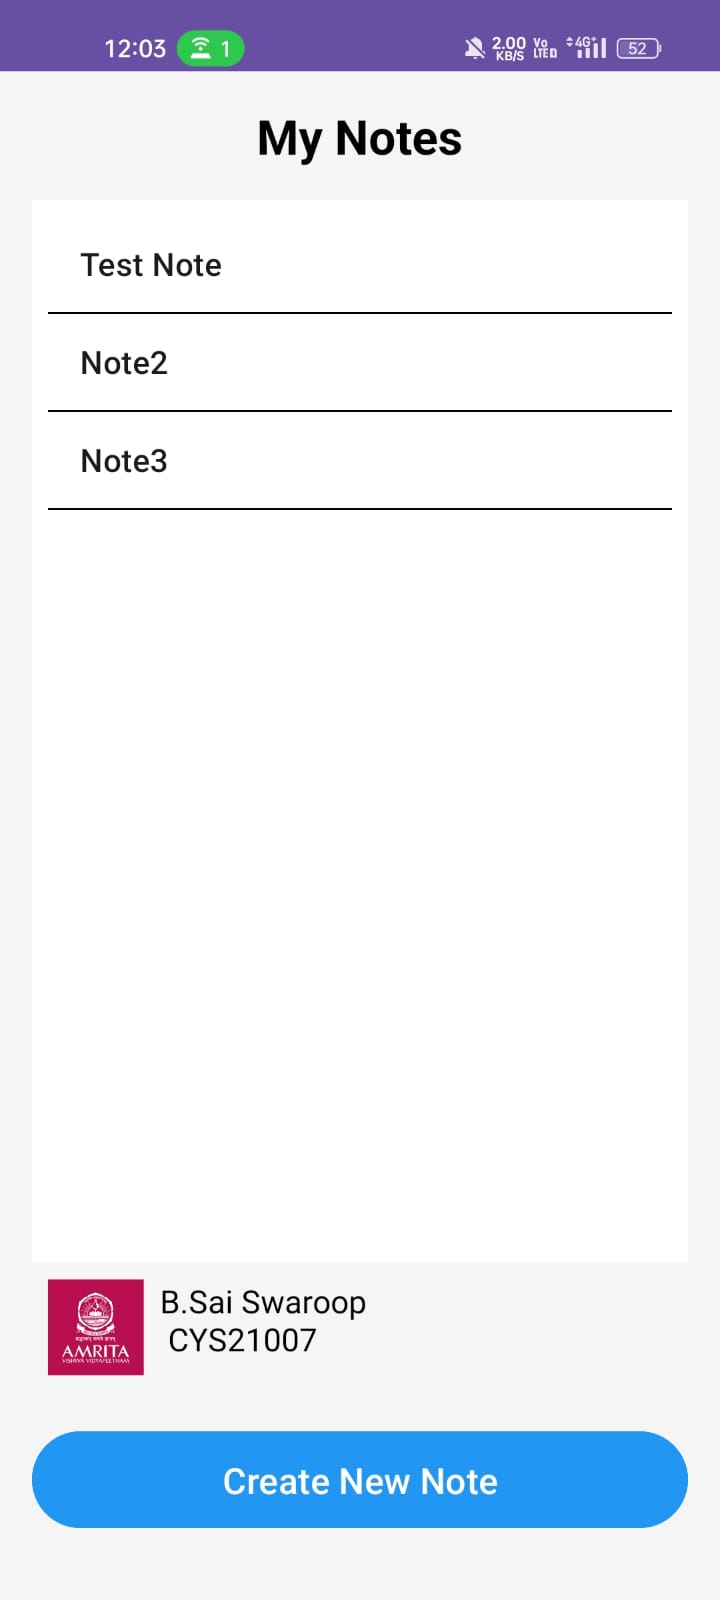 12:03 1 2.00 KB/S Vo LTE D 4G+ 52
My Notes
Test Note
Note2
Note3
B.Sai Swaroop
CYS21007
AMRITA
VISHWA VIDYAPEETHAM
Create New Note